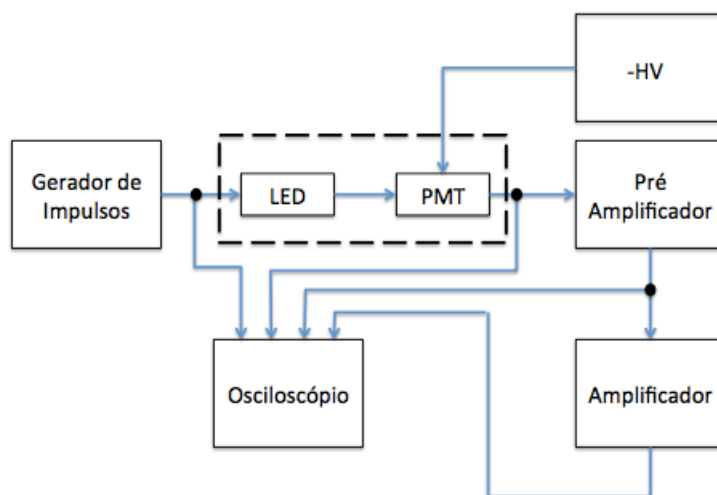 -HV
Gerador de
Impulsos
LED
PMT
Pré
Amplificador
Osciloscópio
Amplificador